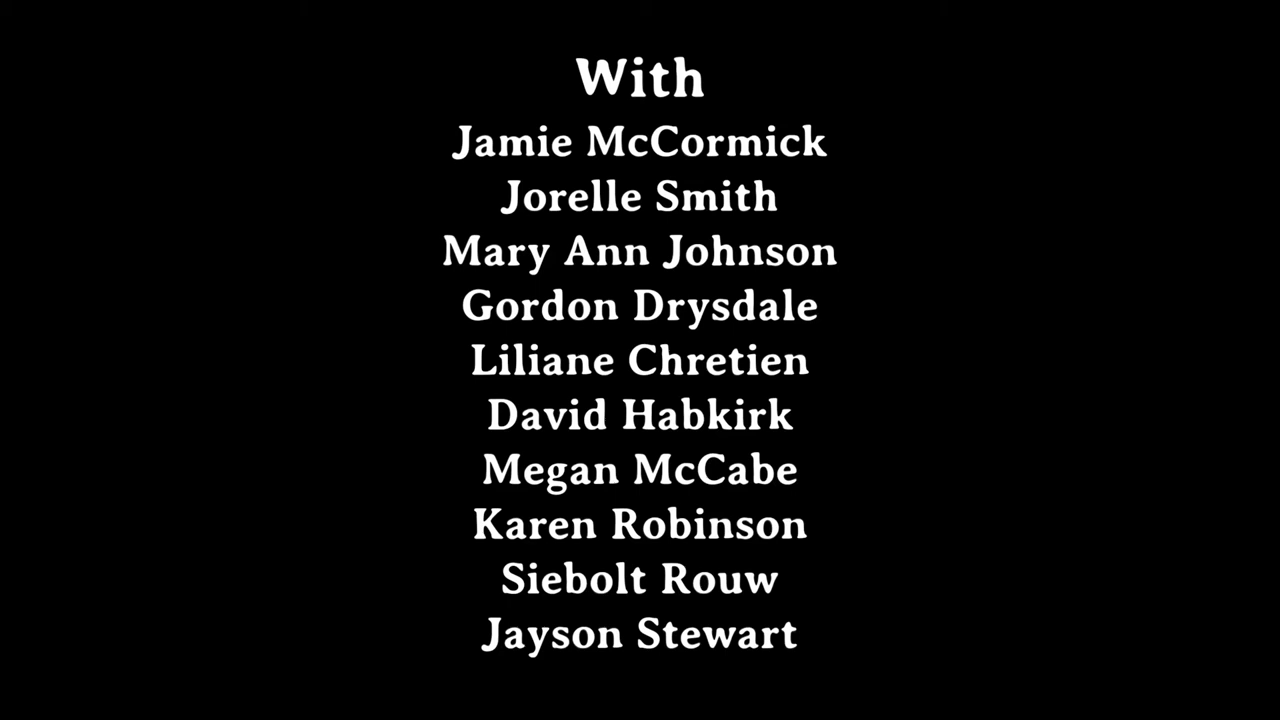 With
Jamie McCormick
Jorelle Smith
Mary Ann Johnson
Gordon Drysdale
Liliane Chretien
David Habkirk
Megan McCabe
Karen Robinson
Siebolt Rouw
Jayson Stewart